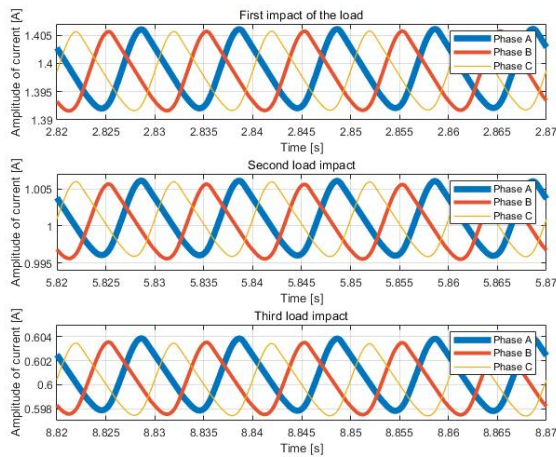 First impact of the load
Amplitude of current [A]
1.405
1.4
1.395
1.39
Phase A
Phase B
Phase C
2.82 2.825 2.83 2.835 2.84 2.845 2.85 2.855 2.86 2.865 2.87
Time [s]
Second load impact
Amplitude of current [A]
1.005
1
0.995
Phase A
Phase B
Phase C
5.82 5.825 5.83 5.835 5.84 5.845 5.85 5.855 5.86 5.865 5.87
Time [s]
Third load impact
Amplitude of current [A]
0.604
0.602
0.6
0.598
Phase A
Phase B
Phase C
8.82 8.825 8.83 8.835 8.84 8.845 8.85 8.855 8.86 8.865 8.87
Time [s]